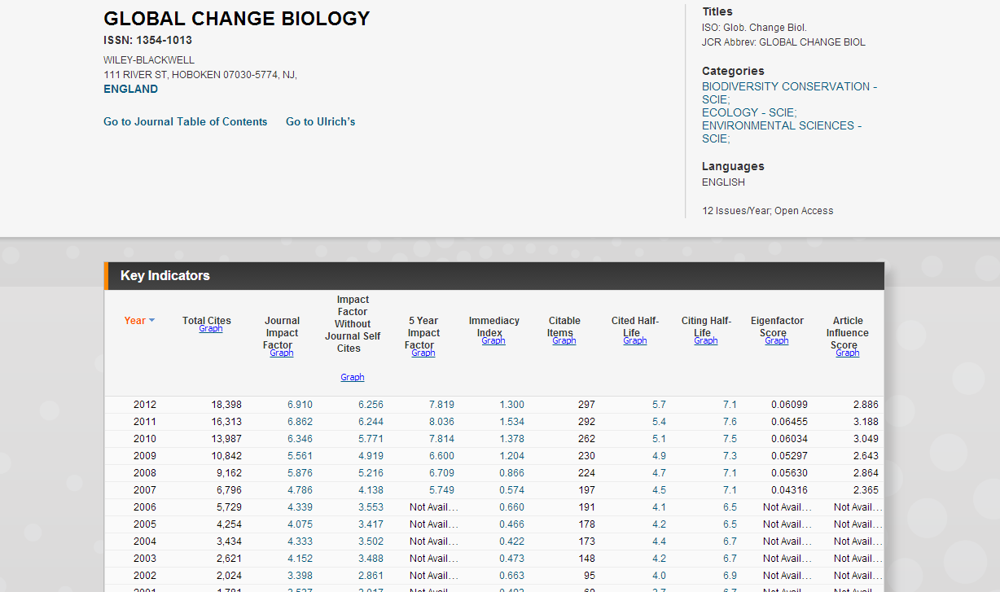 GLOBAL CHANGE BIOLOGY
ISSN: 1354-1013
WILEY-BLACKWELL
111 RIVER ST, HOBOKEN 07030-5774, NJ,
ENGLAND
Go to Journal Table of Contents Go to Ulrich's
Titles
ISO: Glob. Change Biol.
JCR Abbrev: GLOBAL CHANGE BIOL
Categories
BIODIVERSITY CONSERVATION -
SCIE;
ECOLOGY - SCIE;
ENVIRONMENTAL SCIENCES -
SCIE;
Languages
ENGLISH
12 Issues/Year; Open Access
Key Indicators
Year
Total Cites
Graph
Journal
Impact
Factor
Graph
Impact
Factor
Without
Journal Self
Cites
Graph
5 Year
Impact
Factor
Graph
Immediacy
Index
Graph
Citable
Items
Graph
Cited Half-
Life
Graph
Citing Half-
Life
Graph
Eigenfactor
Score
Graph
Article
Influence
Score
Graph
2012 18,398 6.910 6.256 7.819 1.300 297 5.7 7.1 0.06099 2.886
2011 16,313 6.862 6.244 8.036 1.534 292 5.4 7.6 0.06455 3.188
2010 13,987 6.346 5.771 7.814 1.378 262 5.1 7.5 0.06034 3.049
2009 10,842 5.561 4.919 6.600 1.204 230 4.9 7.3 0.05297 2.643
2008 9,162 5.876 5.216 6.709 0.866 224 4.7 7.1 0.05630 2.864
2007 6,796 4.786 4.138 5.749 0.574 197 4.5 7.1 0.04316 2.365
2006 5,729 4.339 3.553 Not Avail... 0.660 191 4.1 6.5 Not Avail... Not Avail...
2005 4,254 4.075 3.417 Not Avail... 0.466 178 4.2 6.5 Not Avail... Not Avail...
2004 3,434 4.333 3.502 Not Avail... 0.422 173 4.4 6.7 Not Avail... Not Avail...
2003 2,621 4.152 3.488 Not Avail... 0.473 148 4.2 6.7 Not Avail... Not Avail...
2002 2,024 3.398 2.861 Not Avail... 0.663 95 4.0 6.9 Not Avail... Not Avail...